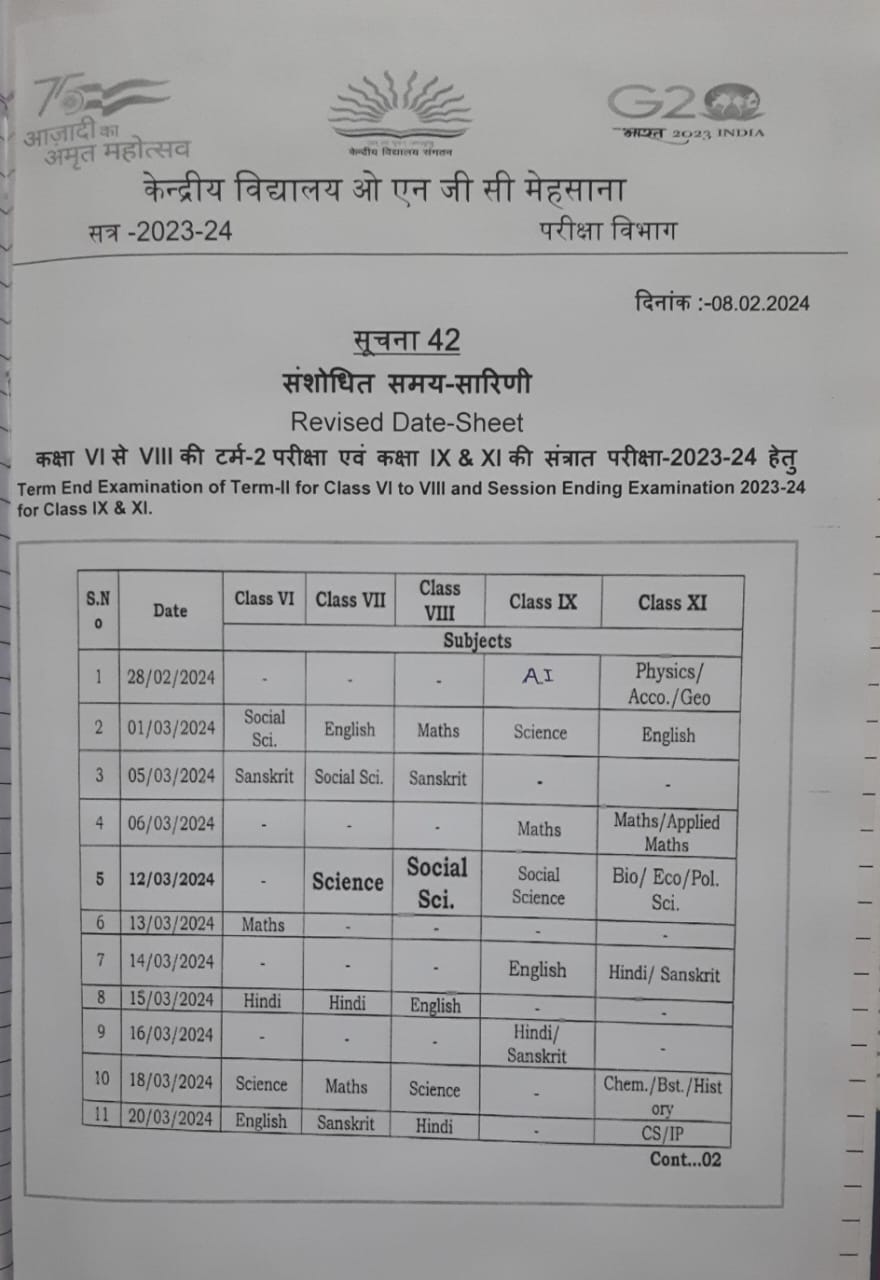 75
आज़ादी का
अमृत महोत्सव
केन्द्रीय विद्यालय संगठन
G20
भारत 2023 INDIA
केन्द्रीय विद्यालय ओ एन जी सी मेहसाना
सत्र -2023-24 परीक्षा विभाग
दिनांक :-08.02.2024
सूचना 42
संशोधित समय-सारिणी
Revised Date-Sheet
कक्षा VI से VIII की टर्म-2 परीक्षा एवं कक्षा IX & XI की संत्रात परीक्षा-2023-24 हेतु
Term End Examination of Term-II for Class VI to VIII and Session Ending Examination 2023-24
for Class IX & XI.
S.No Date Class VI Class VII Class VIII Class IX Class XI
Subjects
1 28/02/2024 - - - AI Physics/ Acco./Geo
2 01/03/2024 Social Sci. English Maths Science English
3 05/03/2024 Sanskrit Social Sci. Sanskrit - -
4 06/03/2024 - - - Maths Maths/Applied Maths
5 12/03/2024 - Science Social Sci. Social Science Bio/ Eco/Pol. Sci.
6 13/03/2024 Maths - - - -
7 14/03/2024 - - - English Hindi/ Sanskrit
8 15/03/2024 Hindi Hindi English - -
9 16/03/2024 - - - Hindi/ Sanskrit -
10 18/03/2024 Science Maths Science - Chem./Bst./History
11 20/03/2024 English Sanskrit Hindi - CS/IP
Cont...02